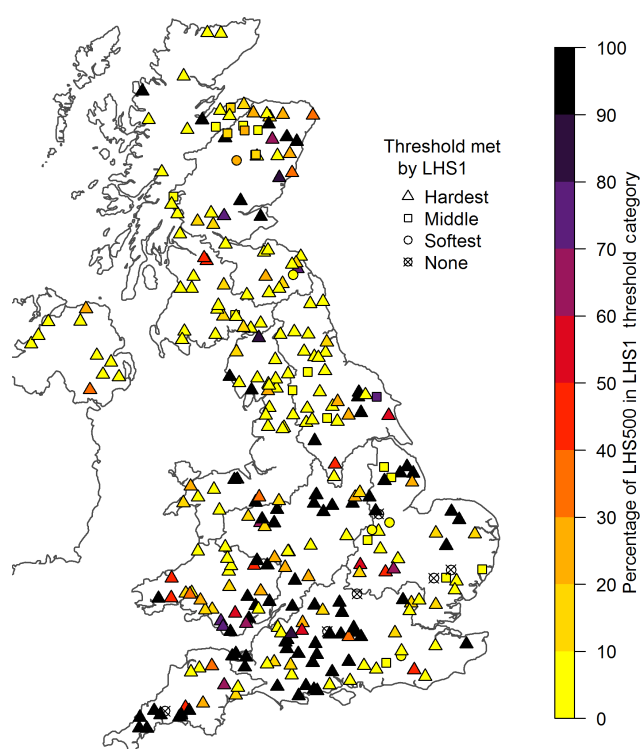 Threshold met
by LHS1
Hardest
Middle
Softest
None
100
90
80
70
60
50
40
30
20
10
0
Percentage of LHS500 in LHS1 threshold category